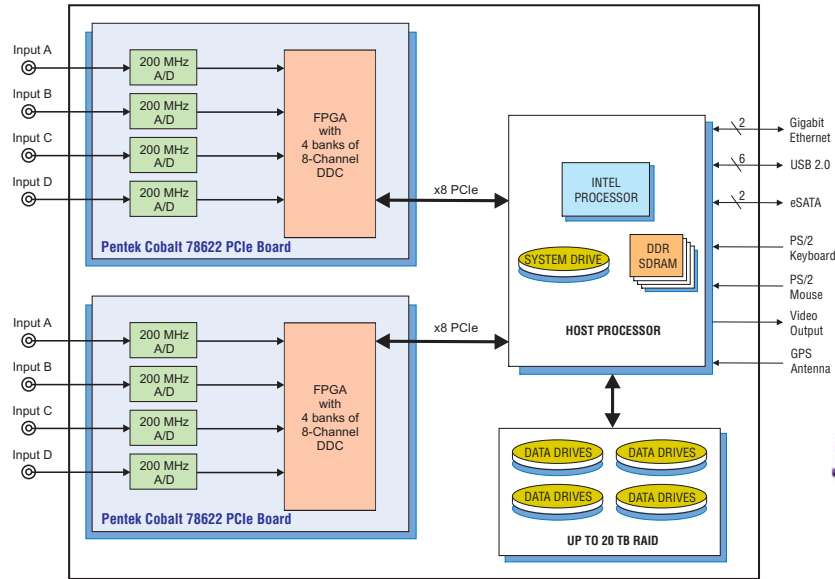 Input A
200 MHz
A/D
Input B
200 MHz
A/D
Input C
200 MHz
A/D
Input D
200 MHz
A/D
FPGA
with
4 banks of
8-Channel
DDC
Pentek Cobalt 78622 PCIe Board
x8 PCIe
Input A
200 MHz
A/D
Input B
200 MHz
A/D
Input C
200 MHz
A/D
Input D
200 MHz
A/D
FPGA
with
4 banks of
8-Channel
DDC
Pentek Cobalt 78622 PCIe Board
x8 PCIe
INTEL
PROCESSOR
SYSTEM DRIVE
DDR
SDRAM
HOST PROCESSOR
2
Gigabit
Ethernet
6
USB 2.0
2
eSATA
PS/2
Keyboard
PS/2
Mouse
Video
Output
GPS
Antenna
DATA DRIVES
DATA DRIVES
DATA DRIVES
DATA DRIVES
UP TO 20 TB RAID